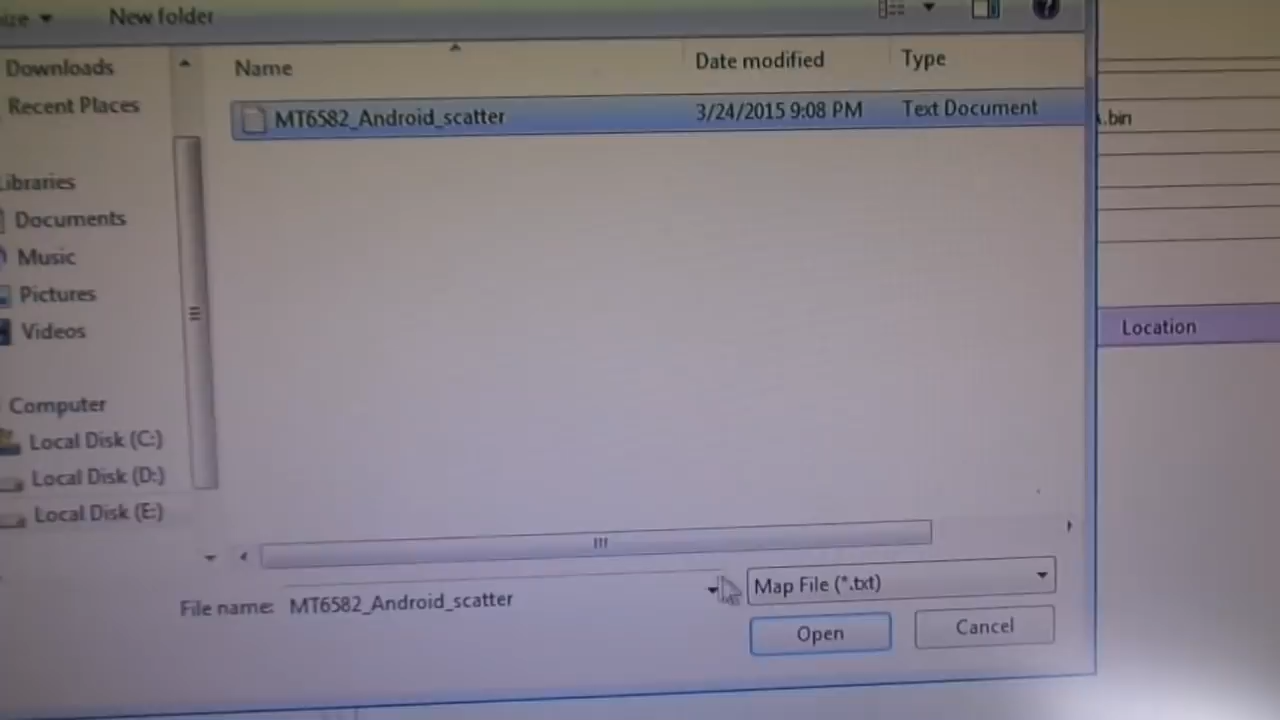 New folder
Name
Date modified
Type
Downloads
Recent Places
MT6582_Android_scatter
3/24/2015 9:08 PM
Text Document
.bin
Libraries
Documents
Music
Pictures
Videos
Location
Computer
Local Disk (C:)
Local Disk (D:)
Local Disk (E:)
File name:
MT6582_Android_scatter
Map File (*.txt)
Open
Cancel